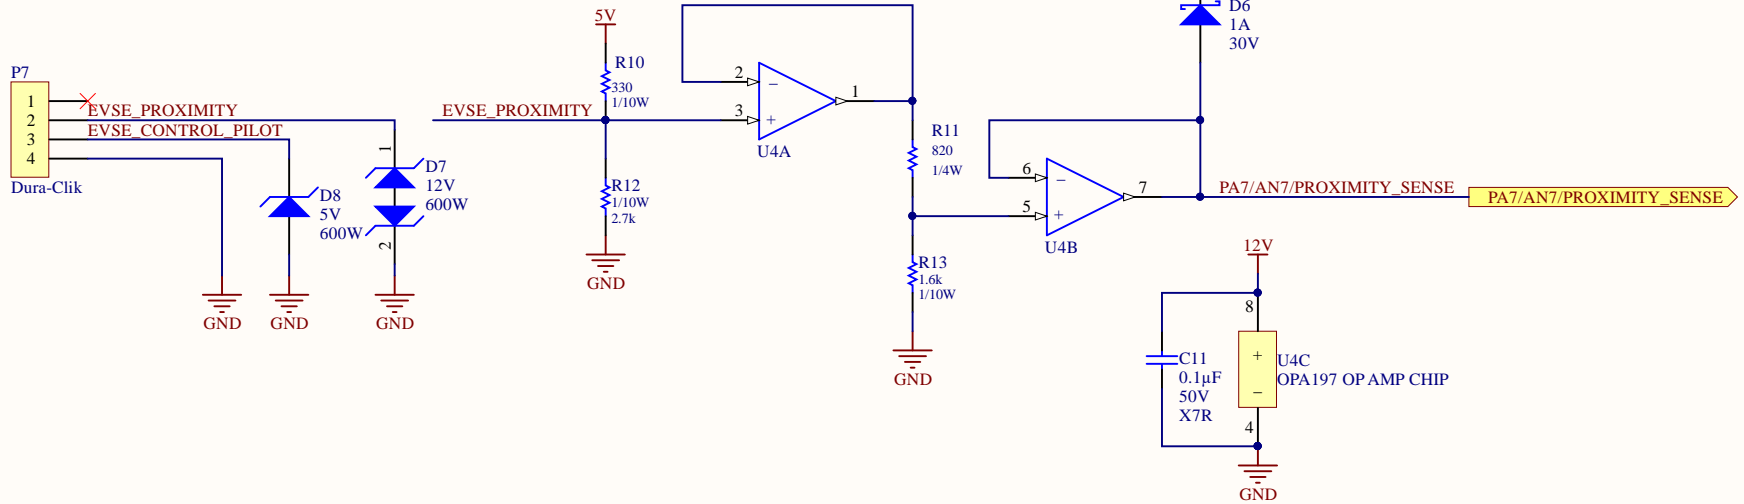 P7
1
2
3
4
Dura-Clik
EVSE_PROXIMITY
EVSE_CONTROL_PILOT
D8
5V
600W
1
D7
12V
600W
2
GND
GND
GND
5V
R10
330
1/10W
EVSE_PROXIMITY
R12
1/10W
2.7k
GND
2
3
−
+
1
U4A
R11
820
1/4W
R13
1.6k
1/10W
GND
6
5
−
+
7
U4B
D6
1A
30V
PA7/AN7/PROXIMITY_SENSE
PA7/AN7/PROXIMITY_SENSE
12V
8
C11
0.1µF
50V
X7R
+
−
U4C
OPA197 OP AMP CHIP
4
GND